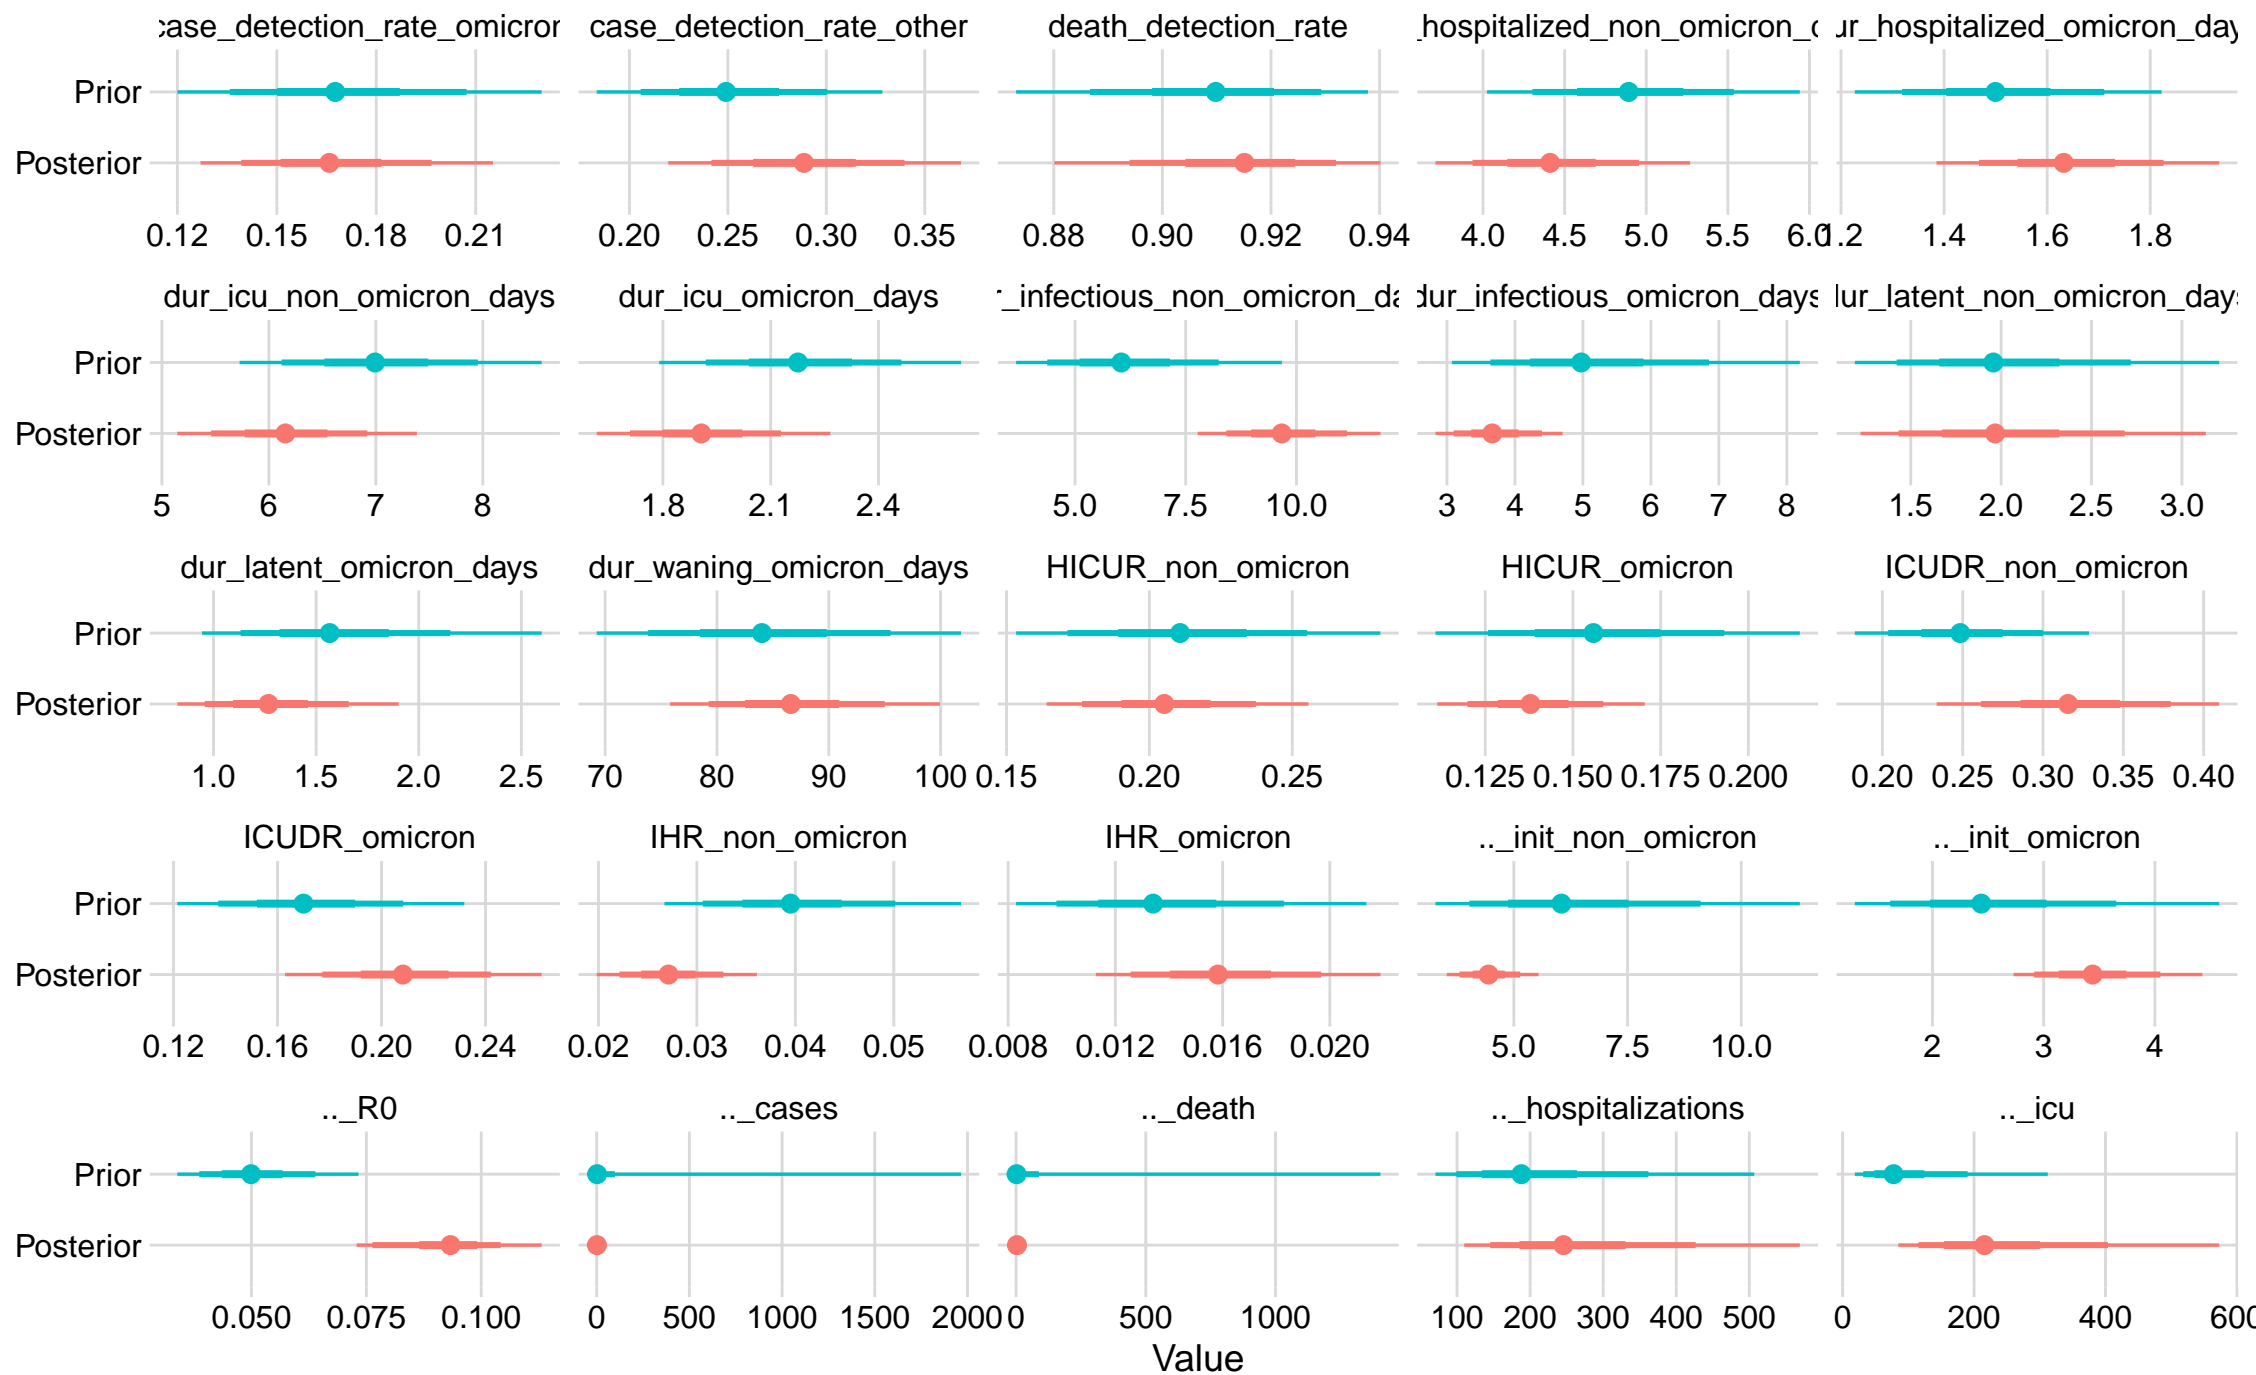 case_detection_rate_omicron case_detection_rate_other death_detection_rate _hospitalized_non_omicron_ ur_hospitalized_omicron_day
Prior
Posterior
0.12 0.15 0.18 0.21 0.20 0.25 0.30 0.35 0.88 0.90 0.92 0.94 4.0 4.5 5.0 5.5 6.0 1.2 1.4 1.6 1.8
dur_icu_non_omicron_days dur_icu_omicron_days r_infectious_non_omicron_da dur_infectious_omicron_days dur_latent_non_omicron_days
Prior
Posterior
5 6 7 8 1.8 2.1 2.4 5.0 7.5 10.0 3 4 5 6 7 8 1.5 2.0 2.5 3.0
dur_latent_omicron_days dur_waning_omicron_days HICUR_non_omicron HICUR_omicron ICUDR_non_omicron
Prior
Posterior
1.0 1.5 2.0 2.5 70 80 90 100 0.15 0.20 0.25 0.125 0.150 0.175 0.200 0.20 0.25 0.30 0.35 0.40
ICUDR_omicron IHR_non_omicron IHR_omicron .._init_non_omicron .._init_omicron
Prior
Posterior
0.12 0.16 0.20 0.24 0.02 0.03 0.04 0.05 0.008 0.012 0.016 0.020 5.0 7.5 10.0 2 3 4
.._R0 .._cases .._death .._hospitalizations .._icu
Prior
Posterior
0.050 0.075 0.100 0 500 1000 1500 2000 0 500 1000 100 200 300 400 500 0 200 400 600
Value